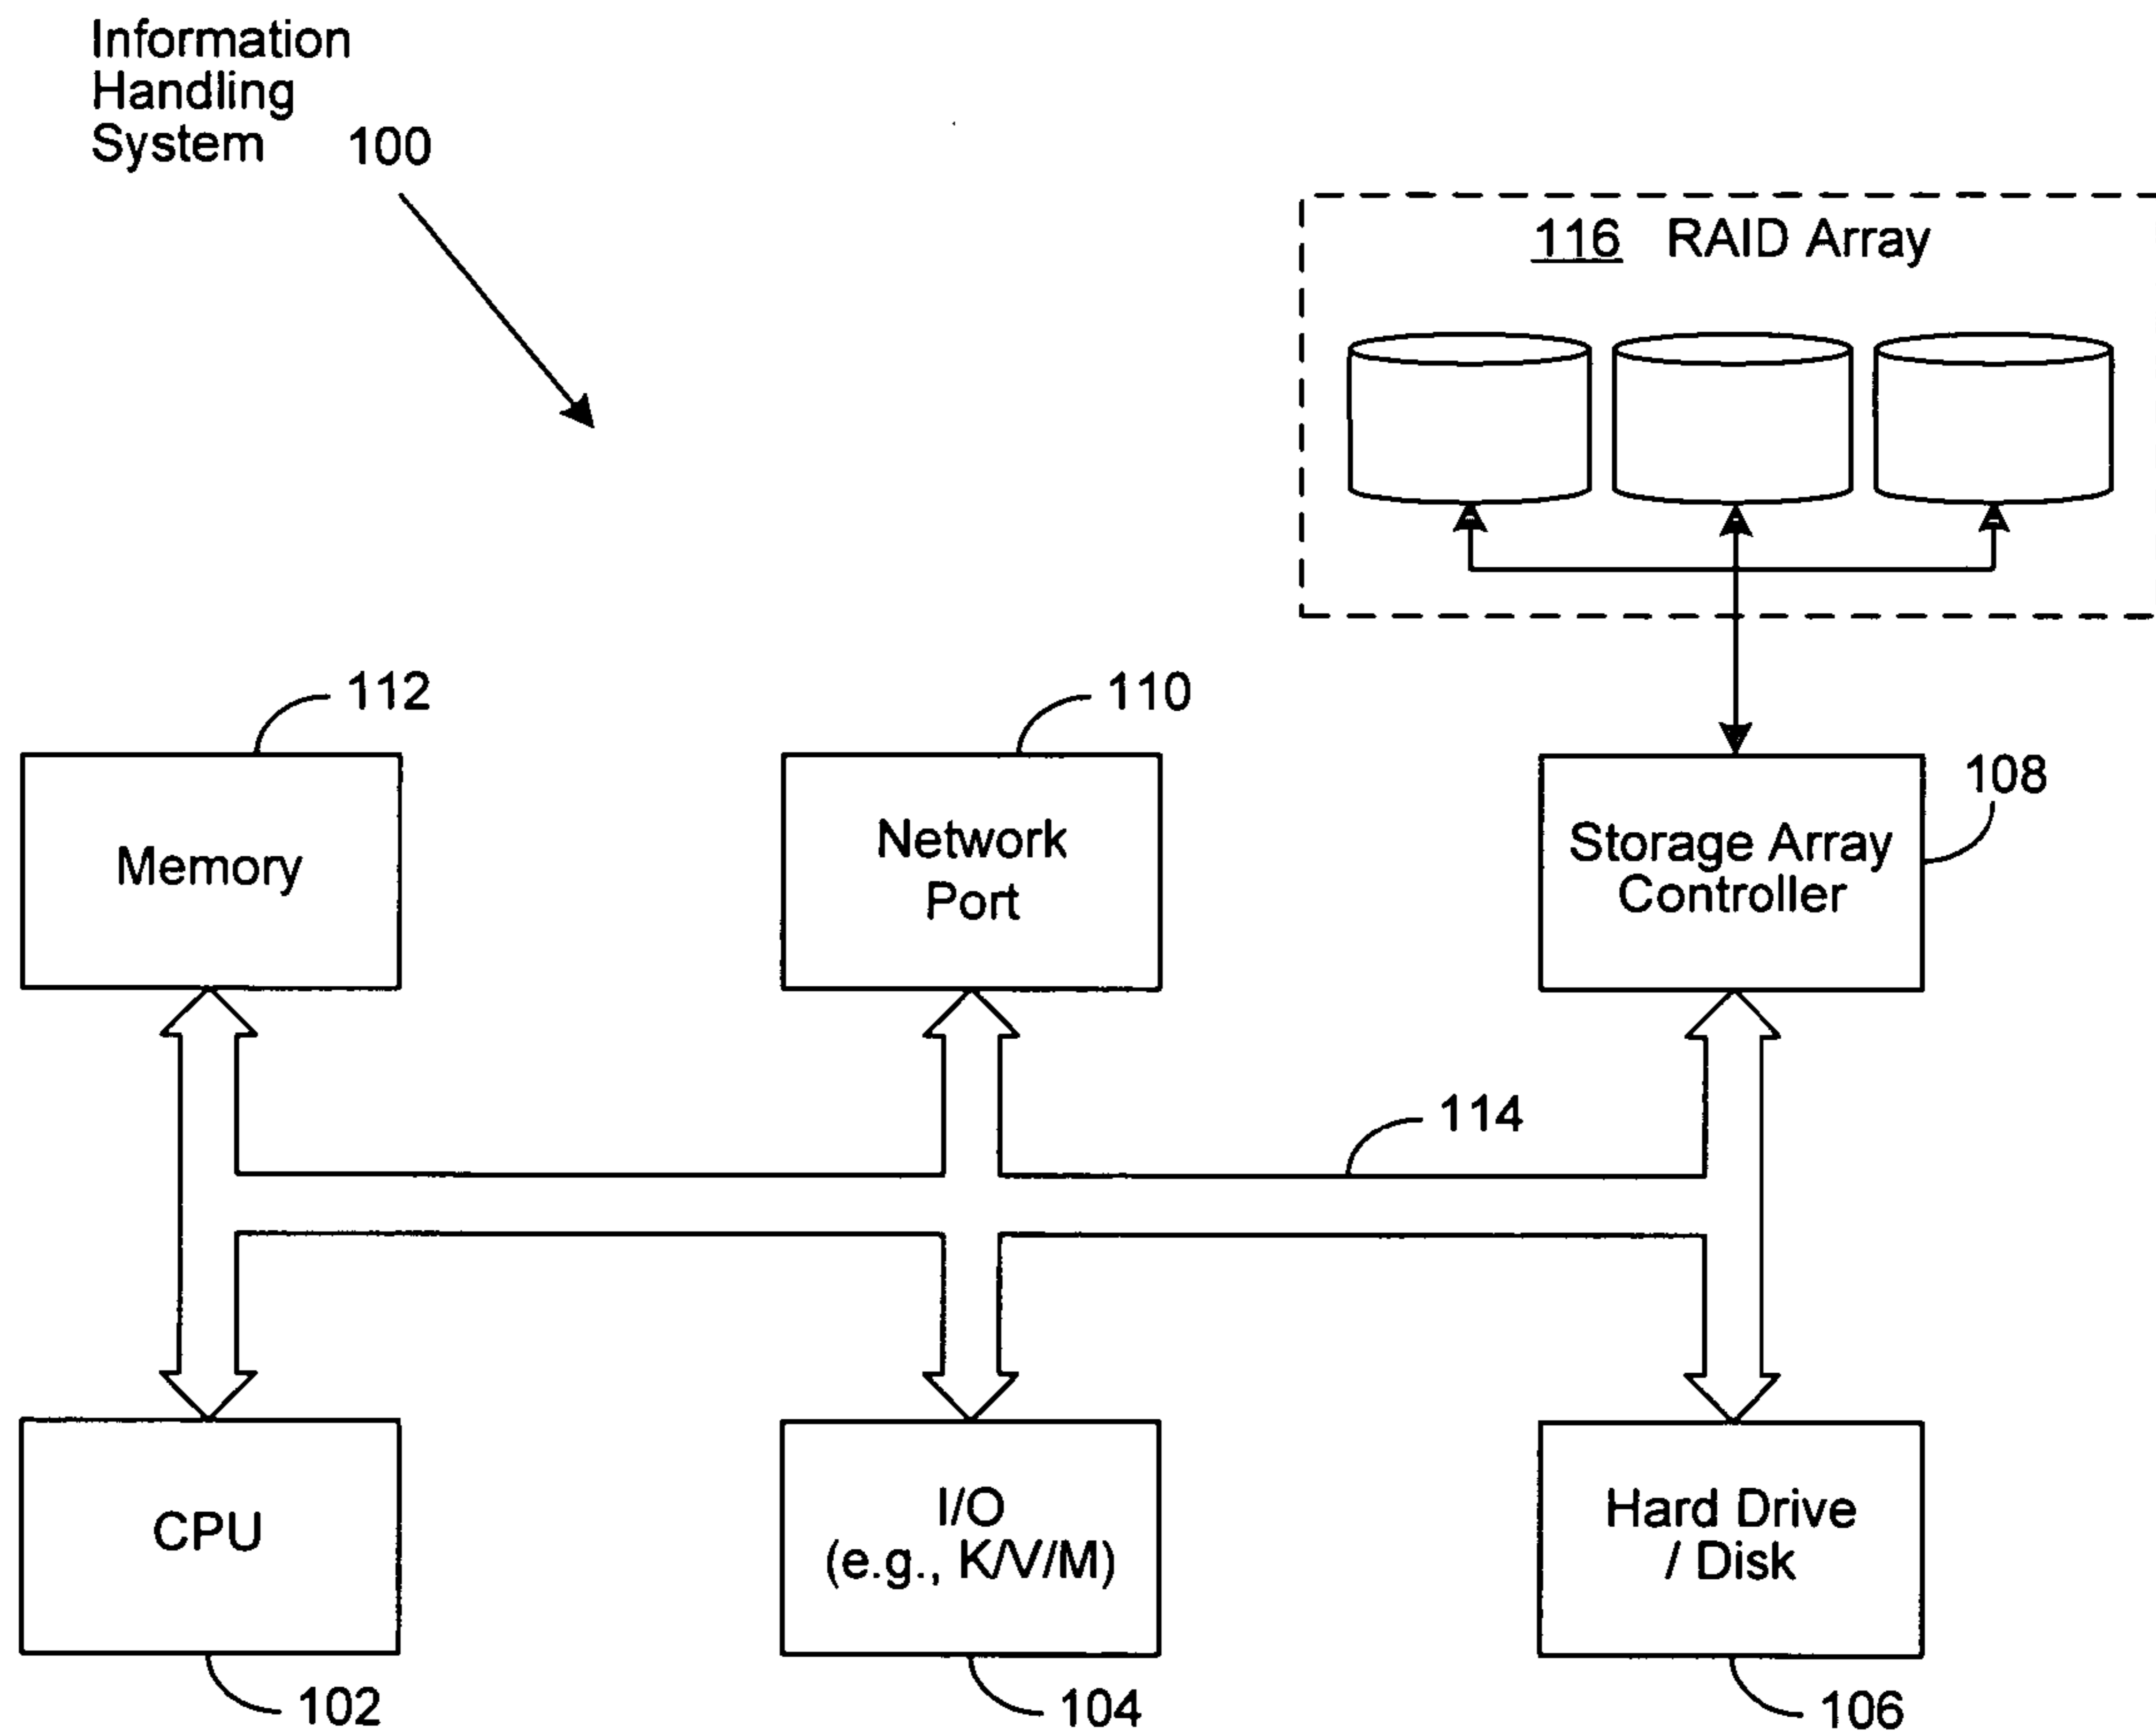 Information
Handling
System 100
116 RAID Array
112
110
108
Memory
Network
Port
Storage Array
Controller
114
CPU
I/O
(e.g., K/V/M)
Hard Drive
/ Disk
102
104
106